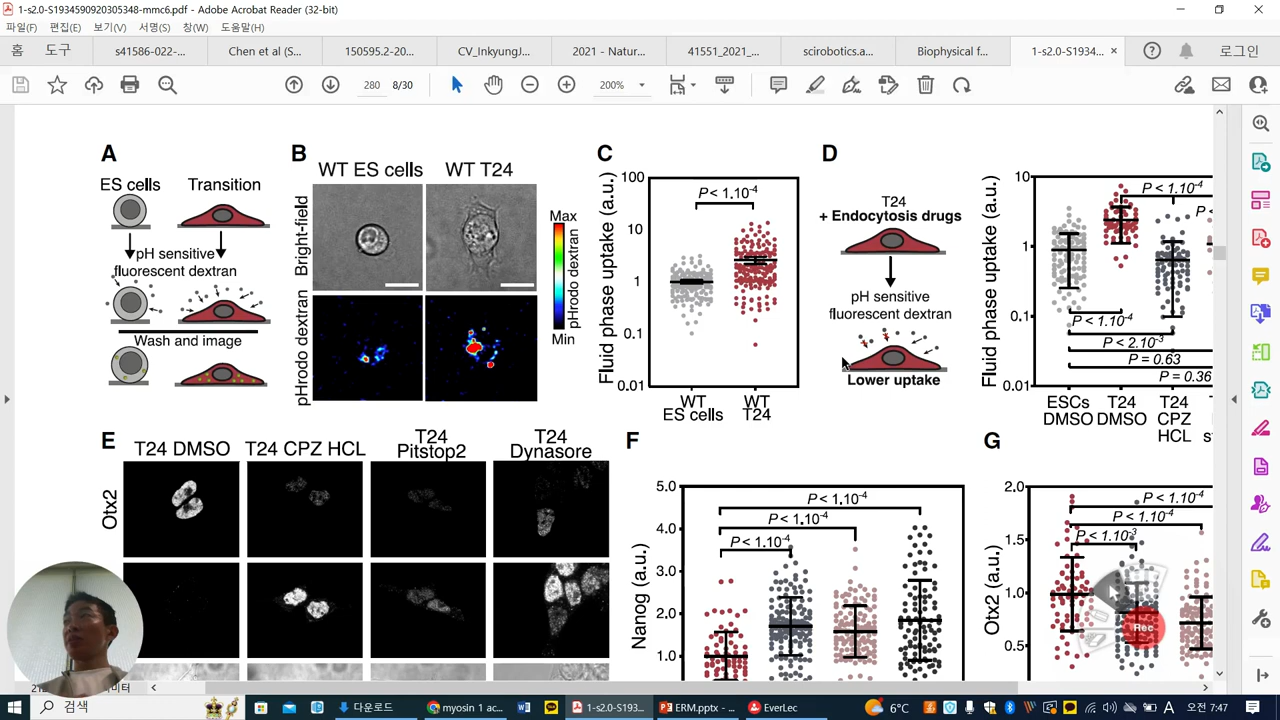 1-s2.0-S1934590920305348-mmc6.pdf - Adobe Acrobat Reader (32-bit)
파일(F) 편집(E) 보기(V) 서명(S) 창(W) 도움말(H)
홈 도구 s41586-022-... Chen et al (S... 150595.2-20... CV_InkyungJ... 2021 - Natur... 41551_2021_... scirobotics.a... Biophysical f... 1-s2.0-S1934... × 로그인
280 8/30 200%
A
ES cells Transition
pH sensitive
fluorescent dextran
Wash and image
B
WT ES cells WT T24
Bright-field
pHrodo dextran
Max
pHrodo dextran
Min
C
Fluid phase uptake (a.u.)
100
10
1
0.1
0.01
P < 1.10-4
WT
ES cells
WT
T24
D
T24
+ Endocytosis drugs
pH sensitive
fluorescent dextran
Lower uptake
Fluid phase uptake (a.u.)
10
1
0.1
0.01
P < 1.10-4
P < 1.10-4
P < 2.10-3
P = 0.63
P = 0.36
ESCs
DMSO
T24
DMSO
T24
CPZ
HCL
E
T24 DMSO T24 CPZ HCL
T24
Pitstop2
T24
Dynasore
Otx2
F
Nanog (a.u.)
5.0
4.0
3.0
2.0
1.0
P < 1.10-4
P < 1.10-4
P < 1.10-4
G
Otx2 (a.u.)
2.0
1.5
1.0
0.5
P < 1.10-4
P < 1.10-4
P < 1.10-3
Rec
검색 다운로드 myosin 1 ac... 1-s2.0-S193... ERM.pptx - ... EverLec 6°C A 오전 7:47